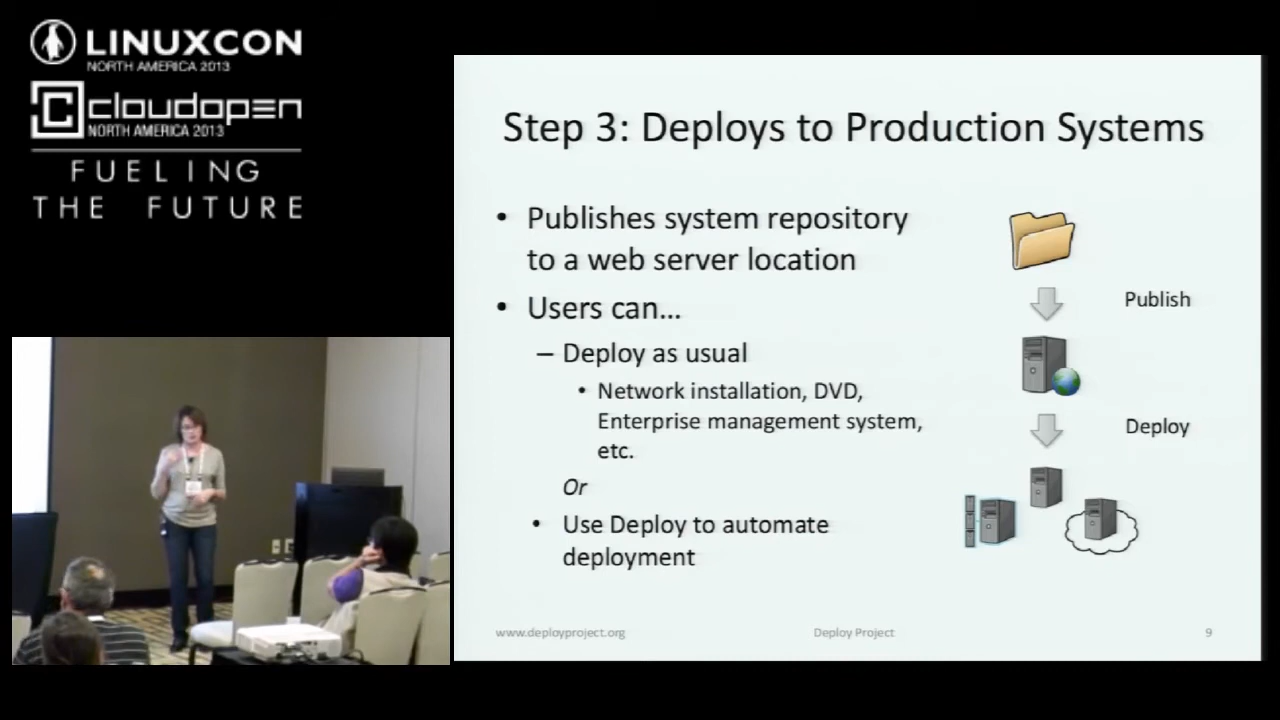 LINUXCON
NORTH AMERICA 2013
cloudopen
NORTH AMERICA 2013
FUELING
THE FUTURE
Step 3: Deploys to Production Systems
• Publishes system repository
to a web server location
• Users can…
– Deploy as usual
• Network installation, DVD,
Enterprise management system,
etc.
Or
• Use Deploy to automate
deployment
Publish
Deploy
www.deployproject.org
Deploy Project
9